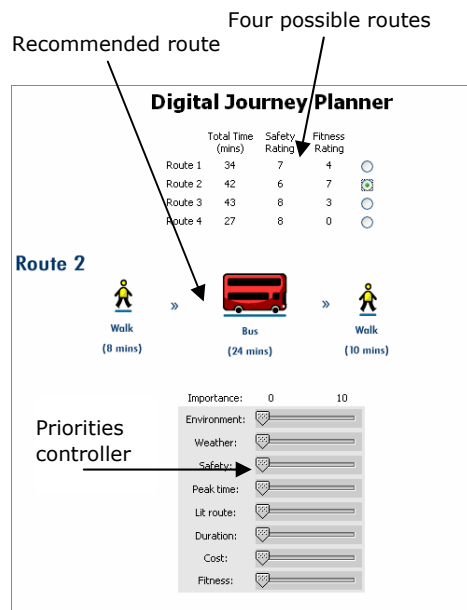 Four possible routes
Recommended route
Digital Journey Planner
Total Time Safety Fitness
(mins) Rating Rating
Route 1 34 7 4
Route 2 42 6 7
Route 3 43 8 3
Route 4 27 8 0
Route 2
» »
Walk Bus Walk
(8 mins) (24 mins) (10 mins)
Importance: 0 10
Environment:
Weather:
Priorities
controller
Safety:
Peak time:
Lit route:
Duration:
Cost:
Fitness: